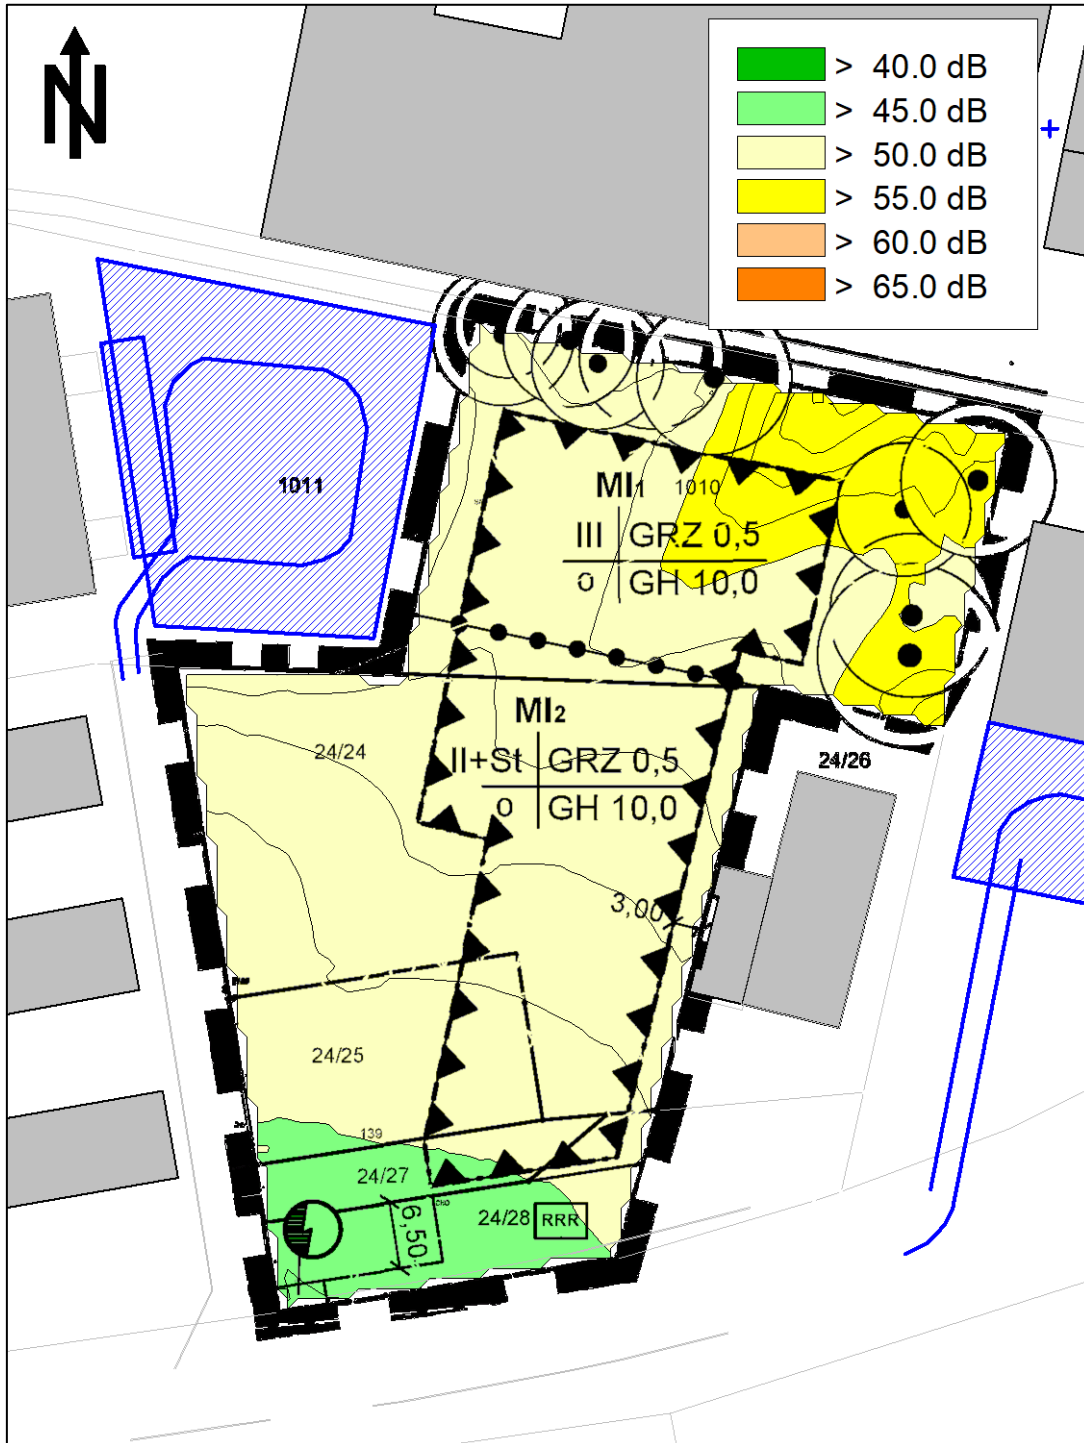 N
> 40.0 dB
> 45.0 dB
> 50.0 dB
> 55.0 dB
> 60.0 dB
> 65.0 dB
1011
MI1 1010
III GRZ 0,5
o GH 10,0
MI2
24/24
II+St GRZ 0,5
o GH 10,0
24/26
3,00
24/25
139
24/27
6,50
24/28 RRR